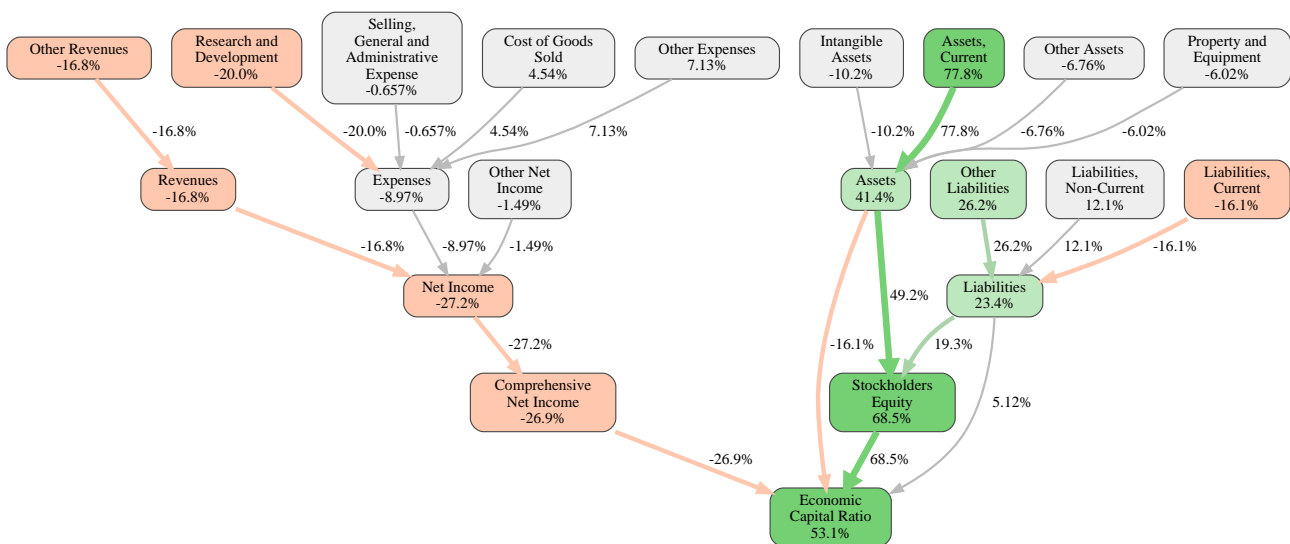 Other Revenues
-16.8%
Research and
Development
-20.0%
Selling,
General and
Administrative
Expense
-0.657%
Cost of Goods
Sold
4.54%
Other Expenses
7.13%
Intangible
Assets
-10.2%
Assets,
Current
77.8%
Other Assets
-6.76%
Property and
Equipment
-6.02%
-16.8%
-20.0%
-0.657%
4.54%
7.13%
-10.2%
77.8%
-6.76%
-6.02%
Revenues
-16.8%
Expenses
-8.97%
Other Net
Income
-1.49%
Assets
41.4%
Other
Liabilities
26.2%
Liabilities,
Non-Current
12.1%
Liabilities,
Current
-16.1%
-16.8%
-8.97%
-1.49%
26.2%
12.1%
-16.1%
Net Income
-27.2%
Liabilities
23.4%
49.2%
-27.2%
-16.1%
19.3%
Comprehensive
Net Income
-26.9%
Stockholders
Equity
68.5%
5.12%
-26.9%
68.5%
Economic
Capital Ratio
53.1%